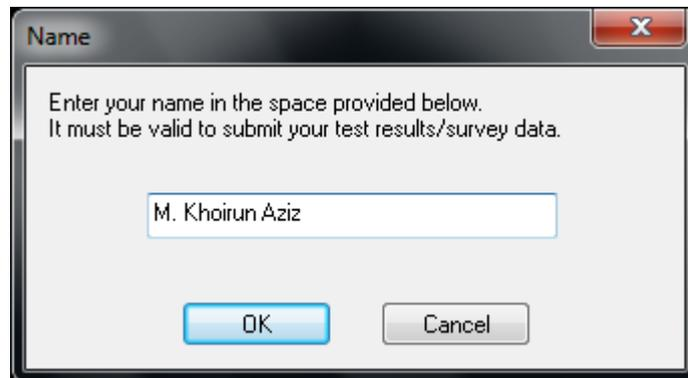 Name
Enter your name in the space provided below.
It must be valid to submit your test results/survey data.
M. Khoirun Aziz
OK
Cancel